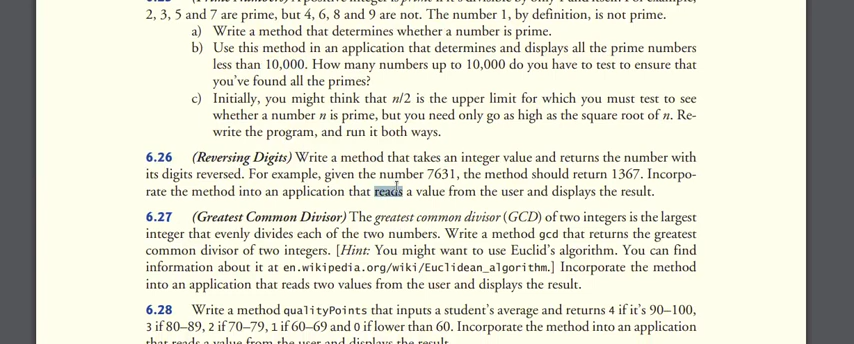 2, 3, 5 and 7 are prime, but 4, 6, 8 and 9 are not. The number 1, by definition, is not prime.
a) Write a method that determines whether a number is prime.
b) Use this method in an application that determines and displays all the prime numbers
less than 10,000. How many numbers up to 10,000 do you have to test to ensure that
you've found all the primes?
c) Initially, you might think that n/2 is the upper limit for which you must test to see
whether a number n is prime, but you need only go as high as the square root of n. Re-
write the program, and run it both ways.
6.26 (Reversing Digits) Write a method that takes an integer value and returns the number with
its digits reversed. For example, given the number 7631, the method should return 1367. Incorpo-
rate the method into an application that reads a value from the user and displays the result.
6.27 (Greatest Common Divisor) The greatest common divisor (GCD) of two integers is the largest
integer that evenly divides each of the two numbers. Write a method gcd that returns the greatest
common divisor of two integers. [Hint: You might want to use Euclid's algorithm. You can find
information about it at en.wikipedia.org/wiki/Euclidean_algorithm.] Incorporate the method
into an application that reads two values from the user and displays the result.
6.28 Write a method qualityPoints that inputs a student's average and returns 4 if it's 90–100,
3 if 80–89, 2 if 70–79, 1 if 60–69 and 0 if lower than 60. Incorporate the method into an application
that reads a value from the user and displays the result.